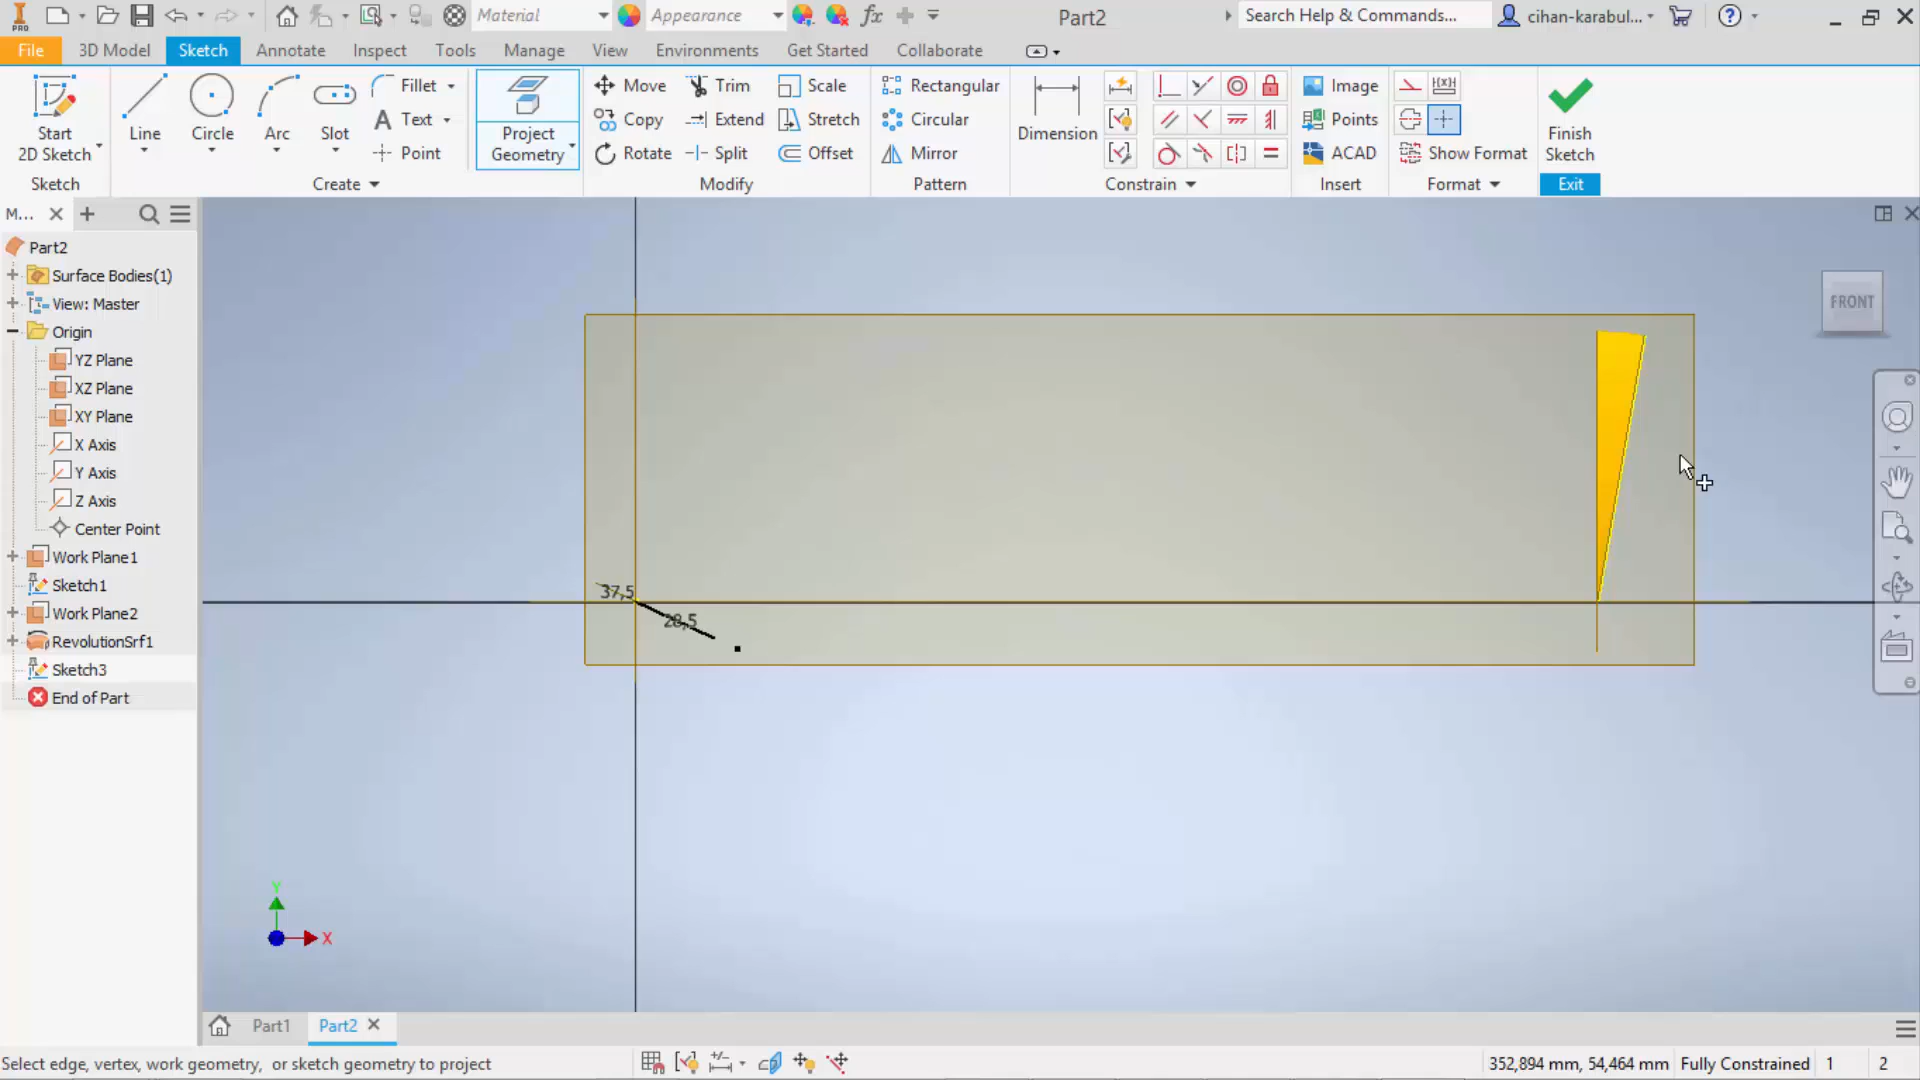 PRO
Material
Appearance
fx
Part2
Search Help & Commands...
cihan-karabul...
File
3D Model
Sketch
Annotate
Inspect
Tools
Manage
View
Environments
Get Started
Collaborate
Start
2D Sketch
Line
Circle
Arc
Slot
Fillet
Text
Point
Project
Geometry
Move
Copy
Rotate
Trim
Extend
Split
Scale
Stretch
Offset
Rectangular
Circular
Mirror
Dimension
Image
Points
ACAD
Show Format
Finish
Sketch
Sketch
Create
Modify
Pattern
Constrain
Insert
Format
Exit
M...
Part2
Surface Bodies(1)
View: Master
Origin
YZ Plane
XZ Plane
XY Plane
X Axis
Y Axis
Z Axis
Center Point
Work Plane1
Sketch1
Work Plane2
RevolutionSrf1
Sketch3
End of Part
FRONT
37,5
28,5
Y
X
Part1
Part2
Select edge, vertex, work geometry, or sketch geometry to project
352,894 mm, 54,464 mm
Fully Constrained
1
2